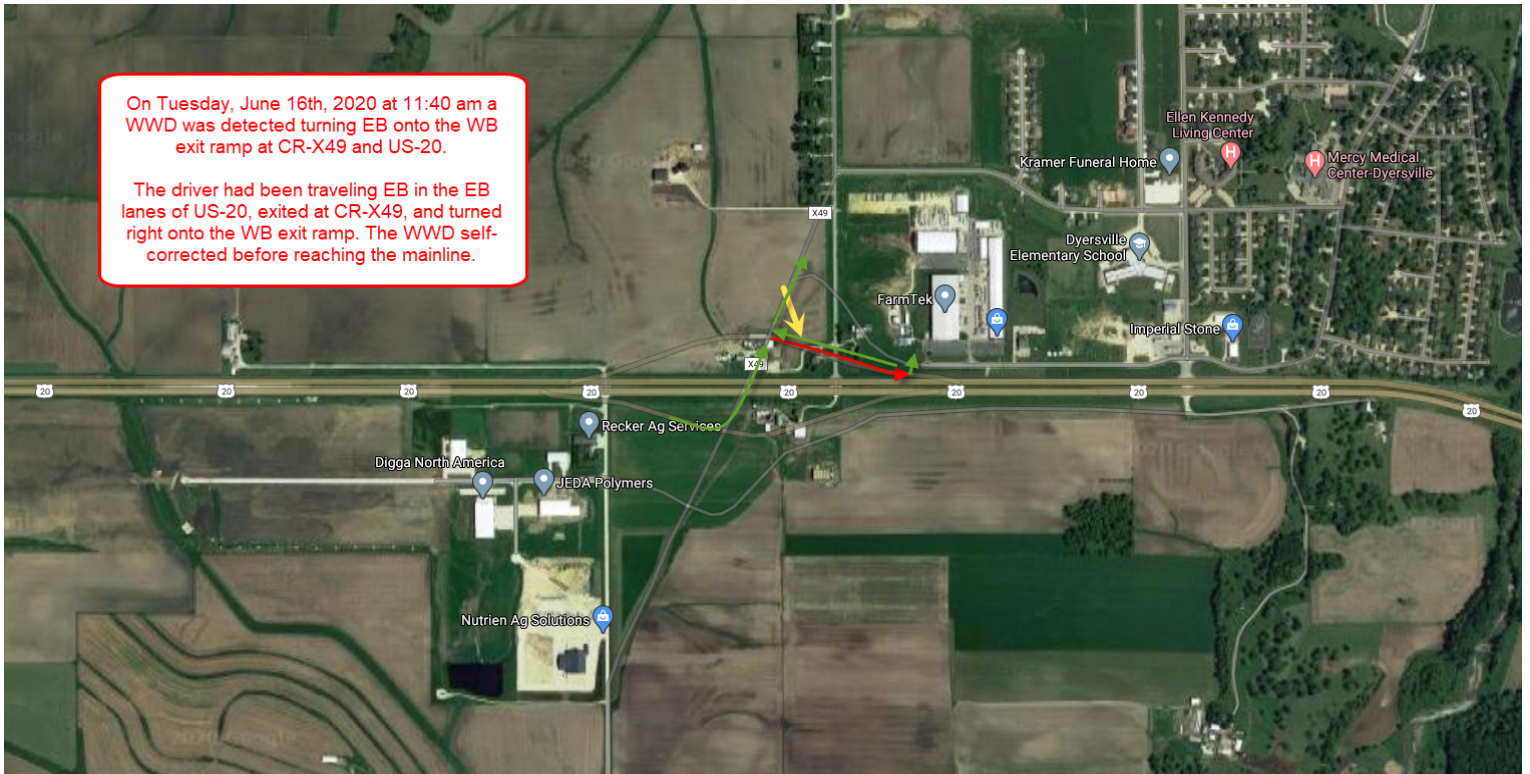 On Tuesday, June 16th, 2020 at 11:40 am a
WWD was detected turning EB onto the WB
exit ramp at CR-X49 and US-20.
The driver had been traveling EB in the EB
lanes of US-20, exited at CR-X49, and turned
right onto the WB exit ramp. The WWD self-
corrected before reaching the mainline.
Ellen Kennedy
Living Center
Kramer Funeral Home
Mercy Medical
Center-Dyersville
X49
Dyersville
Elementary School
FarmTek
Imperial Stone
X49
20
20
20
20
20
20
20
20
20
Recker Ag Services
Digga North America
JEDA Polymers
Nutrien Ag Solutions